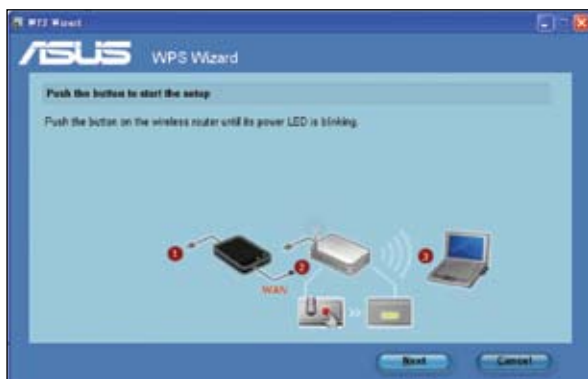 WPS Wizard
ASUS WPS Wizard
Push the button to start the setup
Push the button on the wireless router until its power LED is blinking.
1
2
3
WAN
Next
Cancel